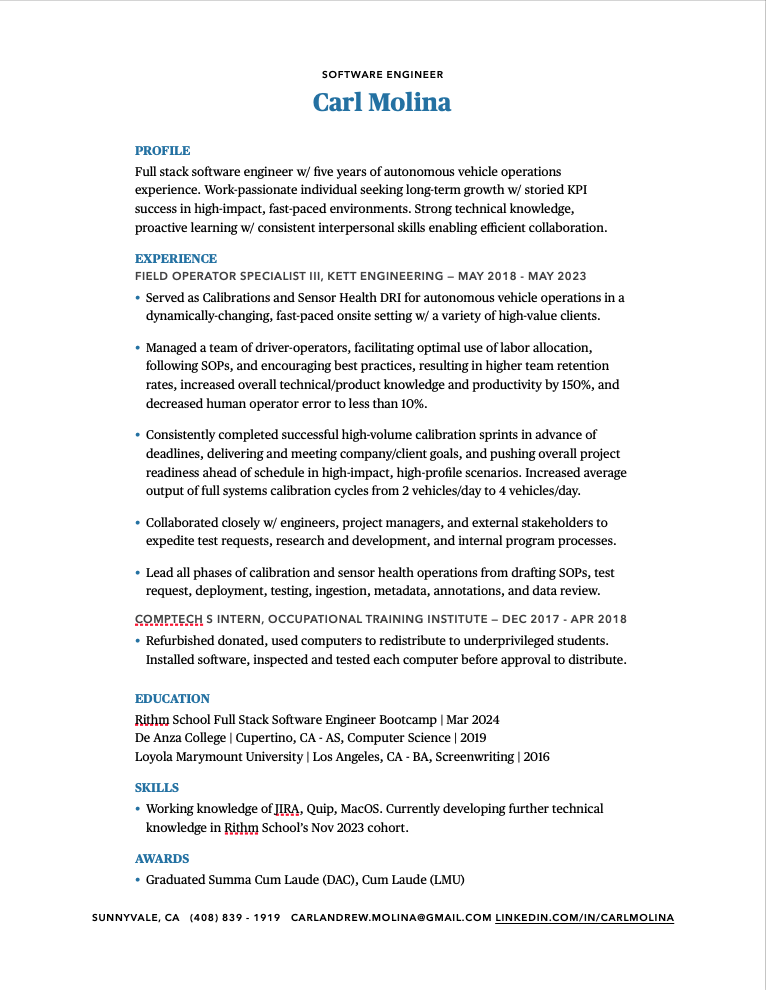 SOFTWARE ENGINEER
Carl Molina
PROFILE
Full stack software engineer w/ five years of autonomous vehicle operations
experience. Work-passionate individual seeking long-term growth w/ storied KPI
success in high-impact, fast-paced environments. Strong technical knowledge,
proactive learning w/ consistent interpersonal skills enabling efficient collaboration.
EXPERIENCE
FIELD OPERATOR SPECIALIST III, KETT ENGINEERING – MAY 2018 - MAY 2023
• Served as Calibrations and Sensor Health DRI for autonomous vehicle operations in a
dynamically-changing, fast-paced onsite setting w/ a variety of high-value clients.
• Managed a team of driver-operators, facilitating optimal use of labor allocation,
following SOPs, and encouraging best practices, resulting in higher team retention
rates, increased overall technical/product knowledge and productivity by 150%, and
decreased human operator error to less than 10%.
• Consistently completed successful high-volume calibration sprints in advance of
deadlines, delivering and meeting company/client goals, and pushing overall project
readiness ahead of schedule in high-impact, high-profile scenarios. Increased average
output of full systems calibration cycles from 2 vehicles/day to 4 vehicles/day.
• Collaborated closely w/ engineers, project managers, and external stakeholders to
expedite test requests, research and development, and internal program processes.
• Lead all phases of calibration and sensor health operations from drafting SOPs, test
request, deployment, testing, ingestion, metadata, annotations, and data review.
COMPTECH S INTERN, OCCUPATIONAL TRAINING INSTITUTE – DEC 2017 - APR 2018
• Refurbished donated, used computers to redistribute to underprivileged students.
Installed software, inspected and tested each computer before approval to distribute.
EDUCATION
Rithm School Full Stack Software Engineer Bootcamp | Mar 2024
De Anza College | Cupertino, CA - AS, Computer Science | 2019
Loyola Marymount University | Los Angeles, CA - BA, Screenwriting | 2016
SKILLS
• Working knowledge of JIRA, Quip, MacOS. Currently developing further technical
knowledge in Rithm School’s Nov 2023 cohort.
AWARDS
• Graduated Summa Cum Laude (DAC), Cum Laude (LMU)
SUNNYVALE, CA (408) 839 - 1919 CARLANDREW.MOLINA@GMAIL.COM LINKEDIN.COM/IN/CARLMOLINA